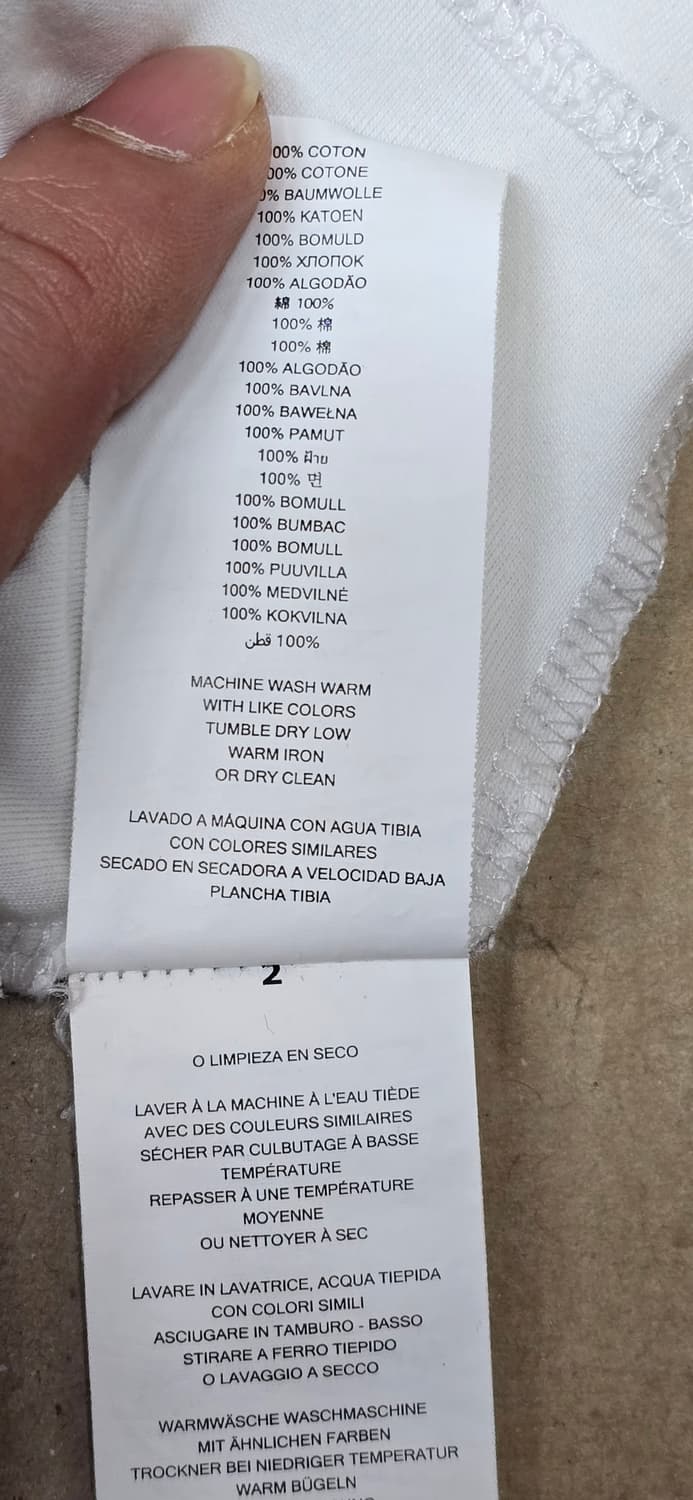 00% COTON
00% COTONE
0% BAUMWOLLE
100% KATOEN
100% BOMULD
100% ХЛОПОК
100% ALGODÃO
綿 100%
100% 棉
100% 棉
100% ALGODÃO
100% BAVLNA
100% BAWEŁNA
100% PAMUT
100% ฝ้าย
100% 면
100% BOMULL
100% BUMBAC
100% BOMULL
100% PUUVILLA
100% MEDVILNĖ
100% KOKVILNA
100% قطن
MACHINE WASH WARM
WITH LIKE COLORS
TUMBLE DRY LOW
WARM IRON
OR DRY CLEAN
LAVADO A MÁQUINA CON AGUA TIBIA
CON COLORES SIMILARES
SECADO EN SECADORA A VELOCIDAD BAJA
PLANCHA TIBIA
2
O LIMPIEZA EN SECO
LAVER À LA MACHINE À L'EAU TIÈDE
AVEC DES COULEURS SIMILAIRES
SÉCHER PAR CULBUTAGE À BASSE
TEMPÉRATURE
REPASSER À UNE TEMPÉRATURE
MOYENNE
OU NETTOYER À SEC
LAVARE IN LAVATRICE, ACQUA TIEPIDA
CON COLORI SIMILI
ASCIUGARE IN TAMBURO - BASSO
STIRARE A FERRO TIEPIDO
O LAVAGGIO A SECCO
WARMWÄSCHE WASCHMASCHINE
MIT ÄHNLICHEN FARBEN
TROCKNER BEI NIEDRIGER TEMPERATUR
WARM BÜGELN